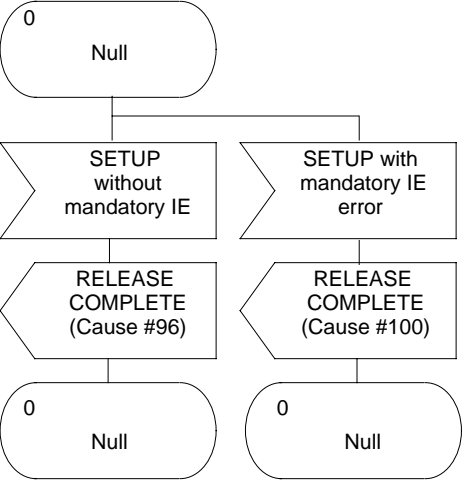 0
Null
SETUP
without
mandatory IE
SETUP with
mandatory IE
error
RELEASE
COMPLETE
(Cause #96)
RELEASE
COMPLETE
(Cause #100)
0
Null
0
Null